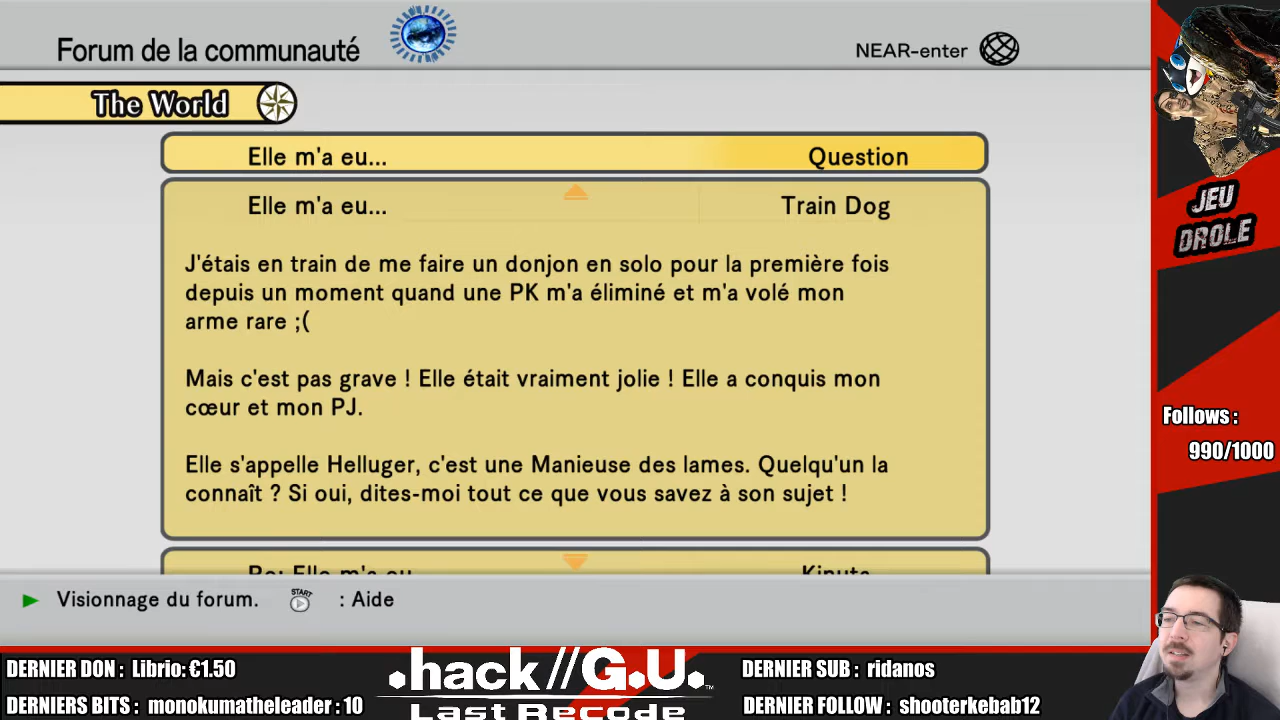 Forum de la communauté
NEAR-enter
The World
Elle m'a eu... Question
Elle m'a eu... Train Dog
J'étais en train de me faire un donjon en solo pour la première fois
depuis un moment quand une PK m'a éliminé et m'a volé mon
arme rare ;(
Mais c'est pas grave ! Elle était vraiment jolie ! Elle a conquis mon
cœur et mon PJ.
Elle s'appelle Helluger, c'est une Manieuse des lames. Quelqu'un la
connaît ? Si oui, dites-moi tout ce que vous savez à son sujet !
Re: Elle m'a eu... Kinuta
Visionnage du forum. START : Aide
JEU
DROLE
Follows :
990/1000
DERNIER DON : Librio: €1.50
DERNIERS BITS : monokumatheleader : 10
.hack//G.U.
TM
Last Recode
DERNIER SUB : ridanos
DERNIER FOLLOW : shooterkebab12